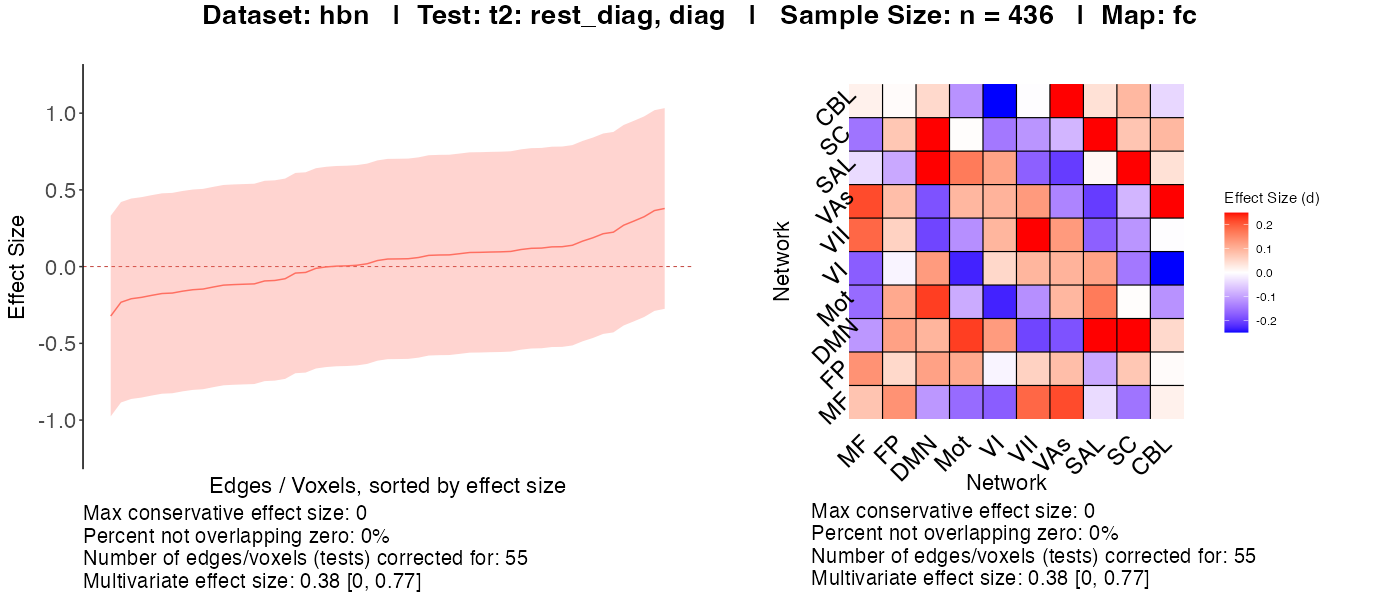 Dataset: hbn | Test: t2: rest_diag, diag | Sample Size: n = 436 | Map: fc
Effect Size
1.0
0.5
0.0
-0.5
-1.0
Edges / Voxels, sorted by effect size
Max conservative effect size: 0
Percent not overlapping zero: 0%
Number of edges/voxels (tests) corrected for: 55
Multivariate effect size: 0.38 [0, 0.77]
Network
CBL
SC
SAL
VAs
VII
VI
Mot
DMN
FP
MF
MF
FP
DMN
Mot
VI
VII
VAs
SAL
SC
CBL
Network
Effect Size (d)
0.2
0.1
0.0
-0.1
-0.2
Max conservative effect size: 0
Percent not overlapping zero: 0%
Number of edges/voxels (tests) corrected for: 55
Multivariate effect size: 0.38 [0, 0.77]